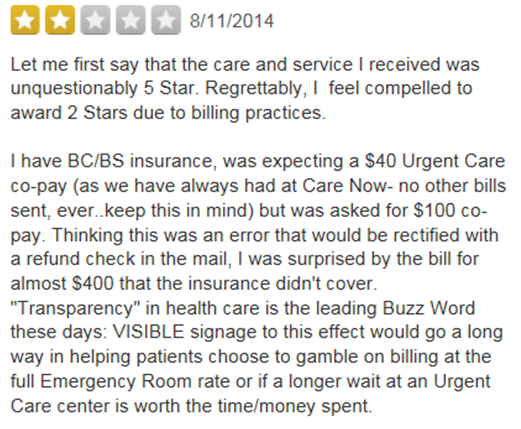 8/11/2014
Let me first say that the care and service I received was
unquestionably 5 Star. Regrettably, I  feel compelled to
award 2 Stars due to billing practices.
I have BC/BS insurance, was expecting a $40 Urgent Care
co-pay (as we have always had at Care Now- no other bills
sent, ever..keep this in mind) but was asked for $100 co-
pay. Thinking this was an error that would be rectified with
a refund check in the mail, I was surprised by the bill for
almost $400 that the insurance didn't cover.
"Transparency" in health care is the leading Buzz Word
these days: VISIBLE signage to this effect would go a long
way in helping patients choose to gamble on billing at the
full Emergency Room rate or if a longer wait at an Urgent
Care center is worth the time/money spent.